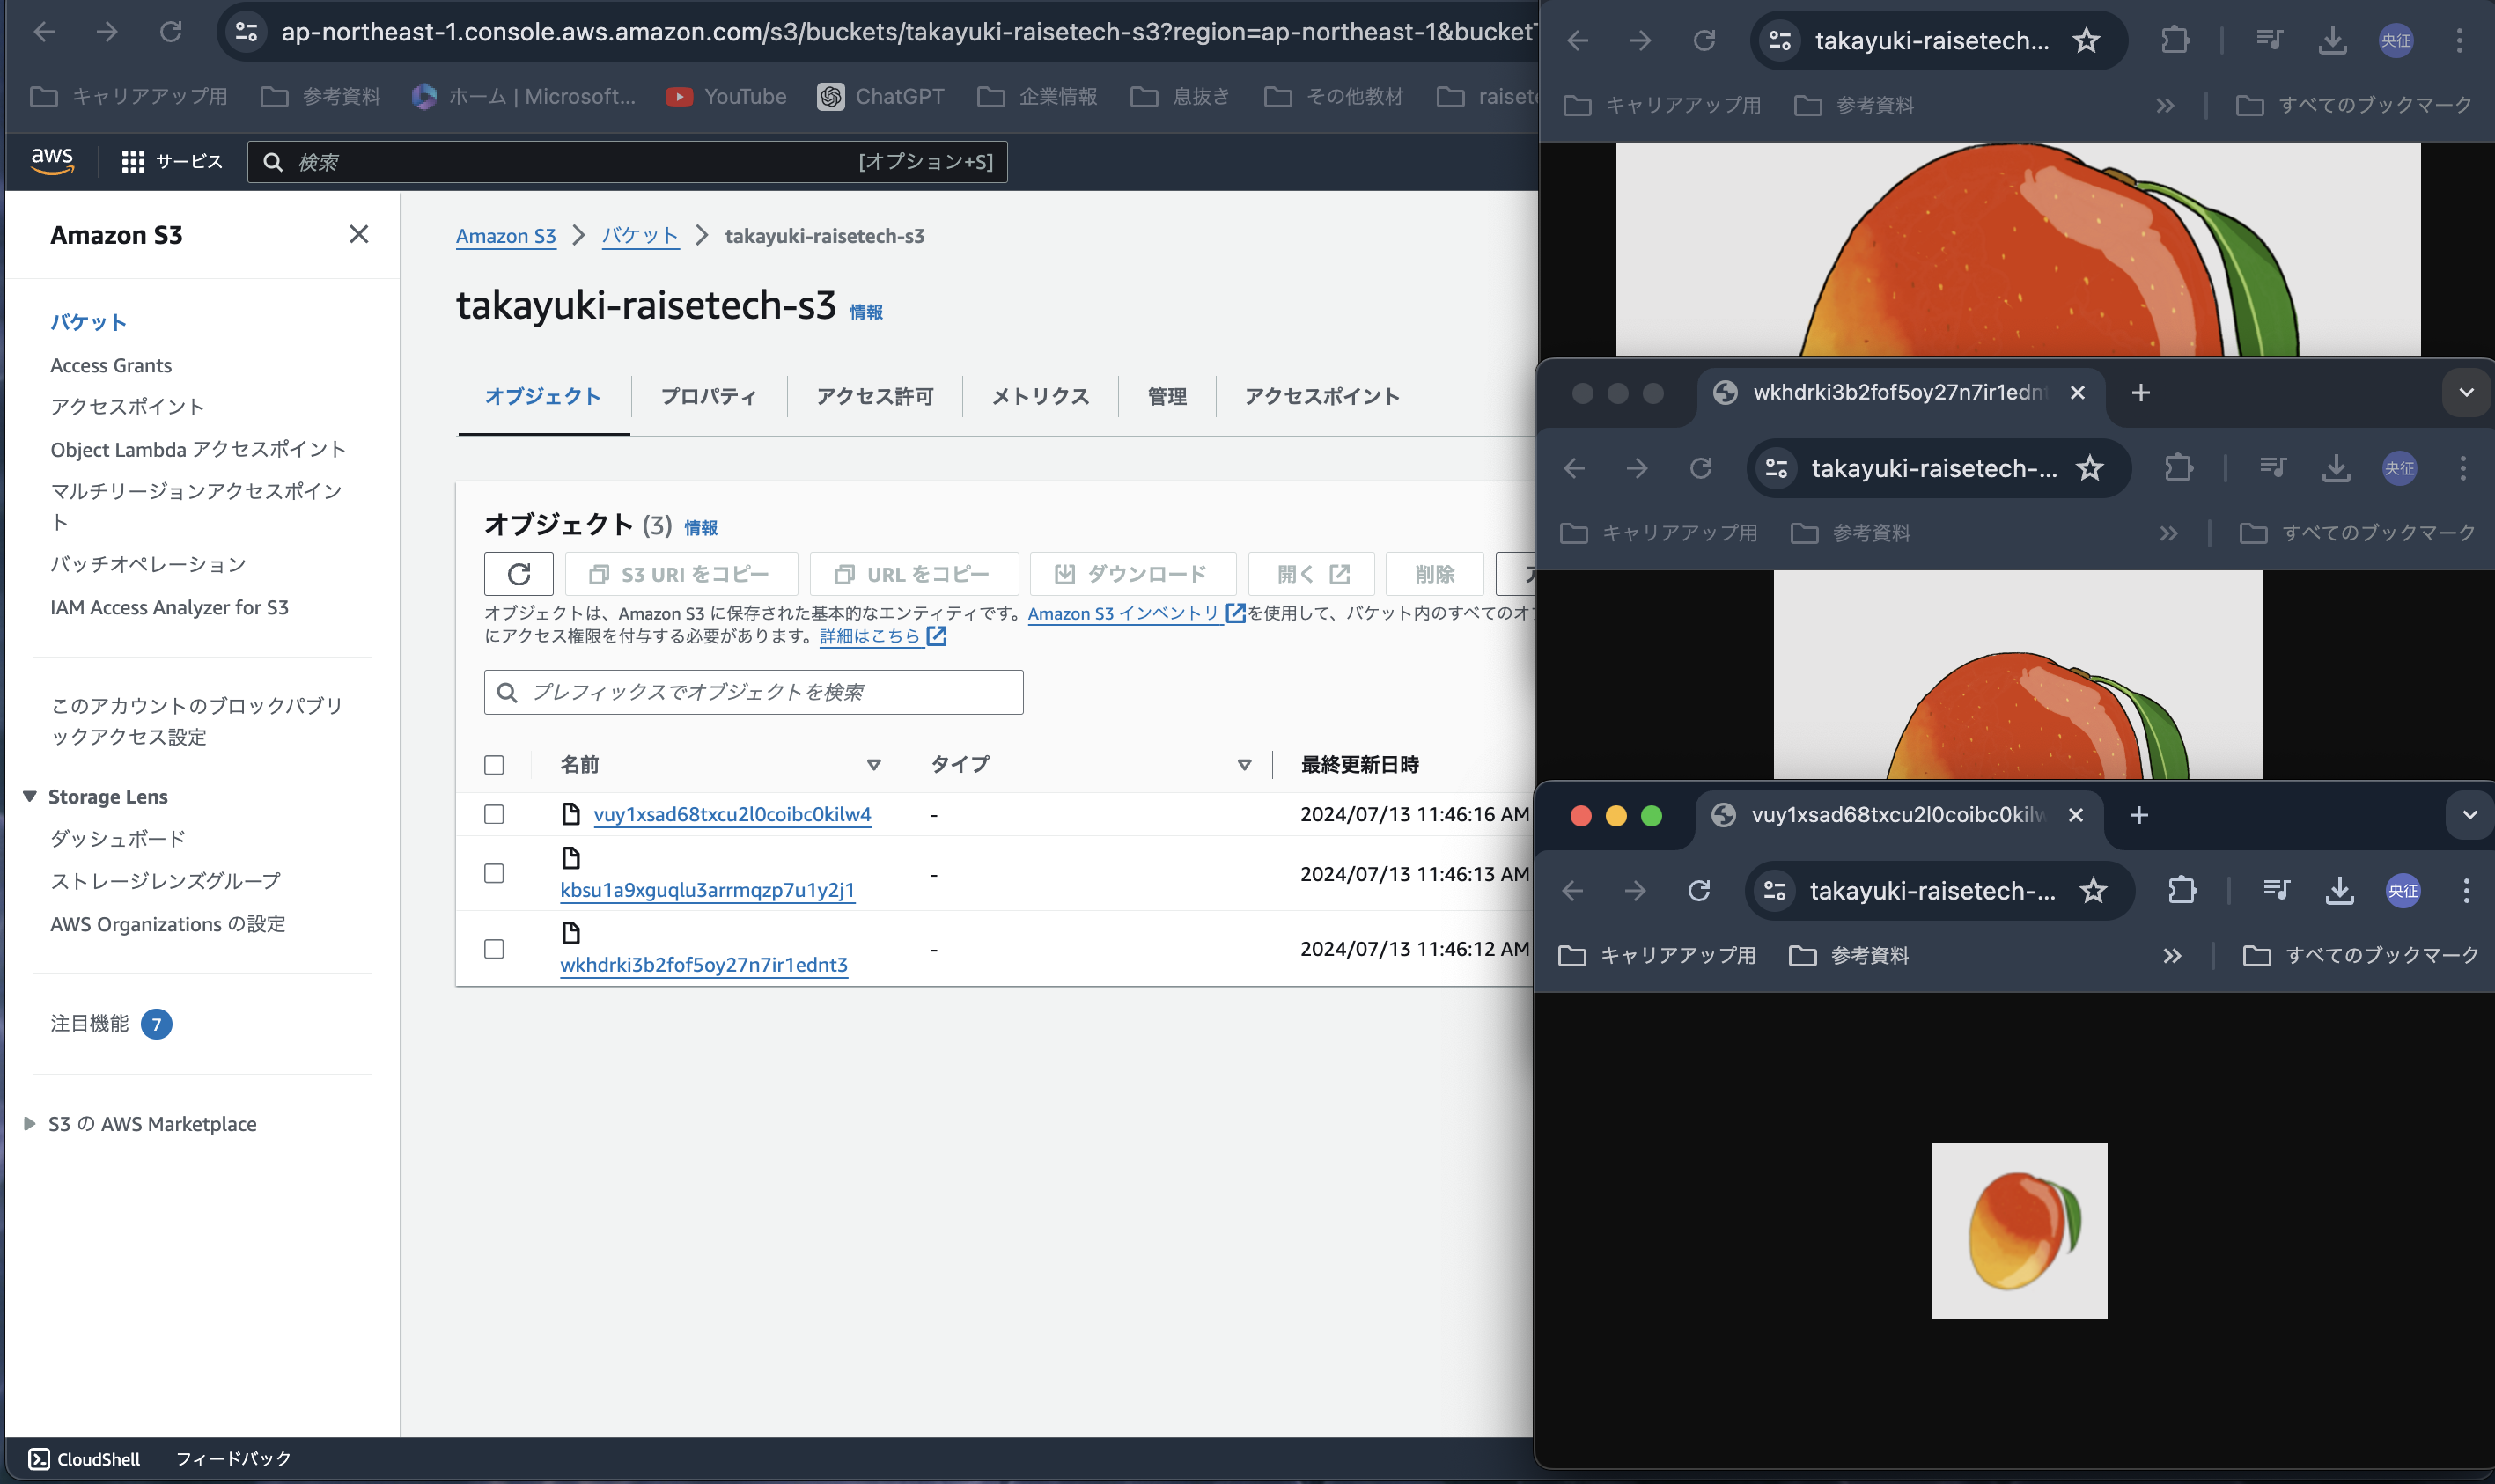 ap-northeast-1.console.aws.amazon.com/s3/buckets/takayuki-raisetech-s3?region=ap-northeast-1&bucket
キャリアアップ用 参考資料 ホーム | Microsoft... YouTube ChatGPT 企業情報 息抜き その他教材
aws サービス 検索 [オプション+S]
Amazon S3
バケット
Access Grants
アクセスポイント
Object Lambda アクセスポイント
マルチリージョンアクセスポイン
ト
バッチオペレーション
IAM Access Analyzer for S3
このアカウントのブロックパブリ
ックアクセス設定
Storage Lens
ダッシュボード
ストレージレンズグループ
AWS Organizations の設定
注目機能 7
S3 の AWS Marketplace
Amazon S3 バケット takayuki-raisetech-s3
takayuki-raisetech-s3 情報
オブジェクト プロパティ アクセス許可 メトリクス 管理 アクセスポイント
オブジェクト (3) 情報
S3 URI をコピー URL をコピー ダウンロード 開く 削除
オブジェクトは、Amazon S3 に保存された基本的なエンティティです。Amazon S3 インベントリ を使用して、バケット内のすべてのオ
にアクセス権限を付与する必要があります。詳細はこちら
プレフィックスでオブジェクトを検索
名前 タイプ 最終更新日時
vuy1xsad68txcu2l0coibc0kilw4 - 2024/07/13 11:46:16 AM
kbsu1a9xguqlu3arrmqzp7u1y2j1 - 2024/07/13 11:46:13 AM
wkhdrki3b2fof5oy27n7ir1ednt3 - 2024/07/13 11:46:12 AM
CloudShell フィードバック
takayuki-raisetech... 央征
キャリアアップ用 参考資料 すべてのブックマーク
wkhdrki3b2fof5oy27n7ir1edn
takayuki-raisetech-... 央征
キャリアアップ用 参考資料 すべてのブックマーク
vuy1xsad68txcu2l0coibc0kil
takayuki-raisetech-... 央征
キャリアアップ用 参考資料 すべてのブックマーク